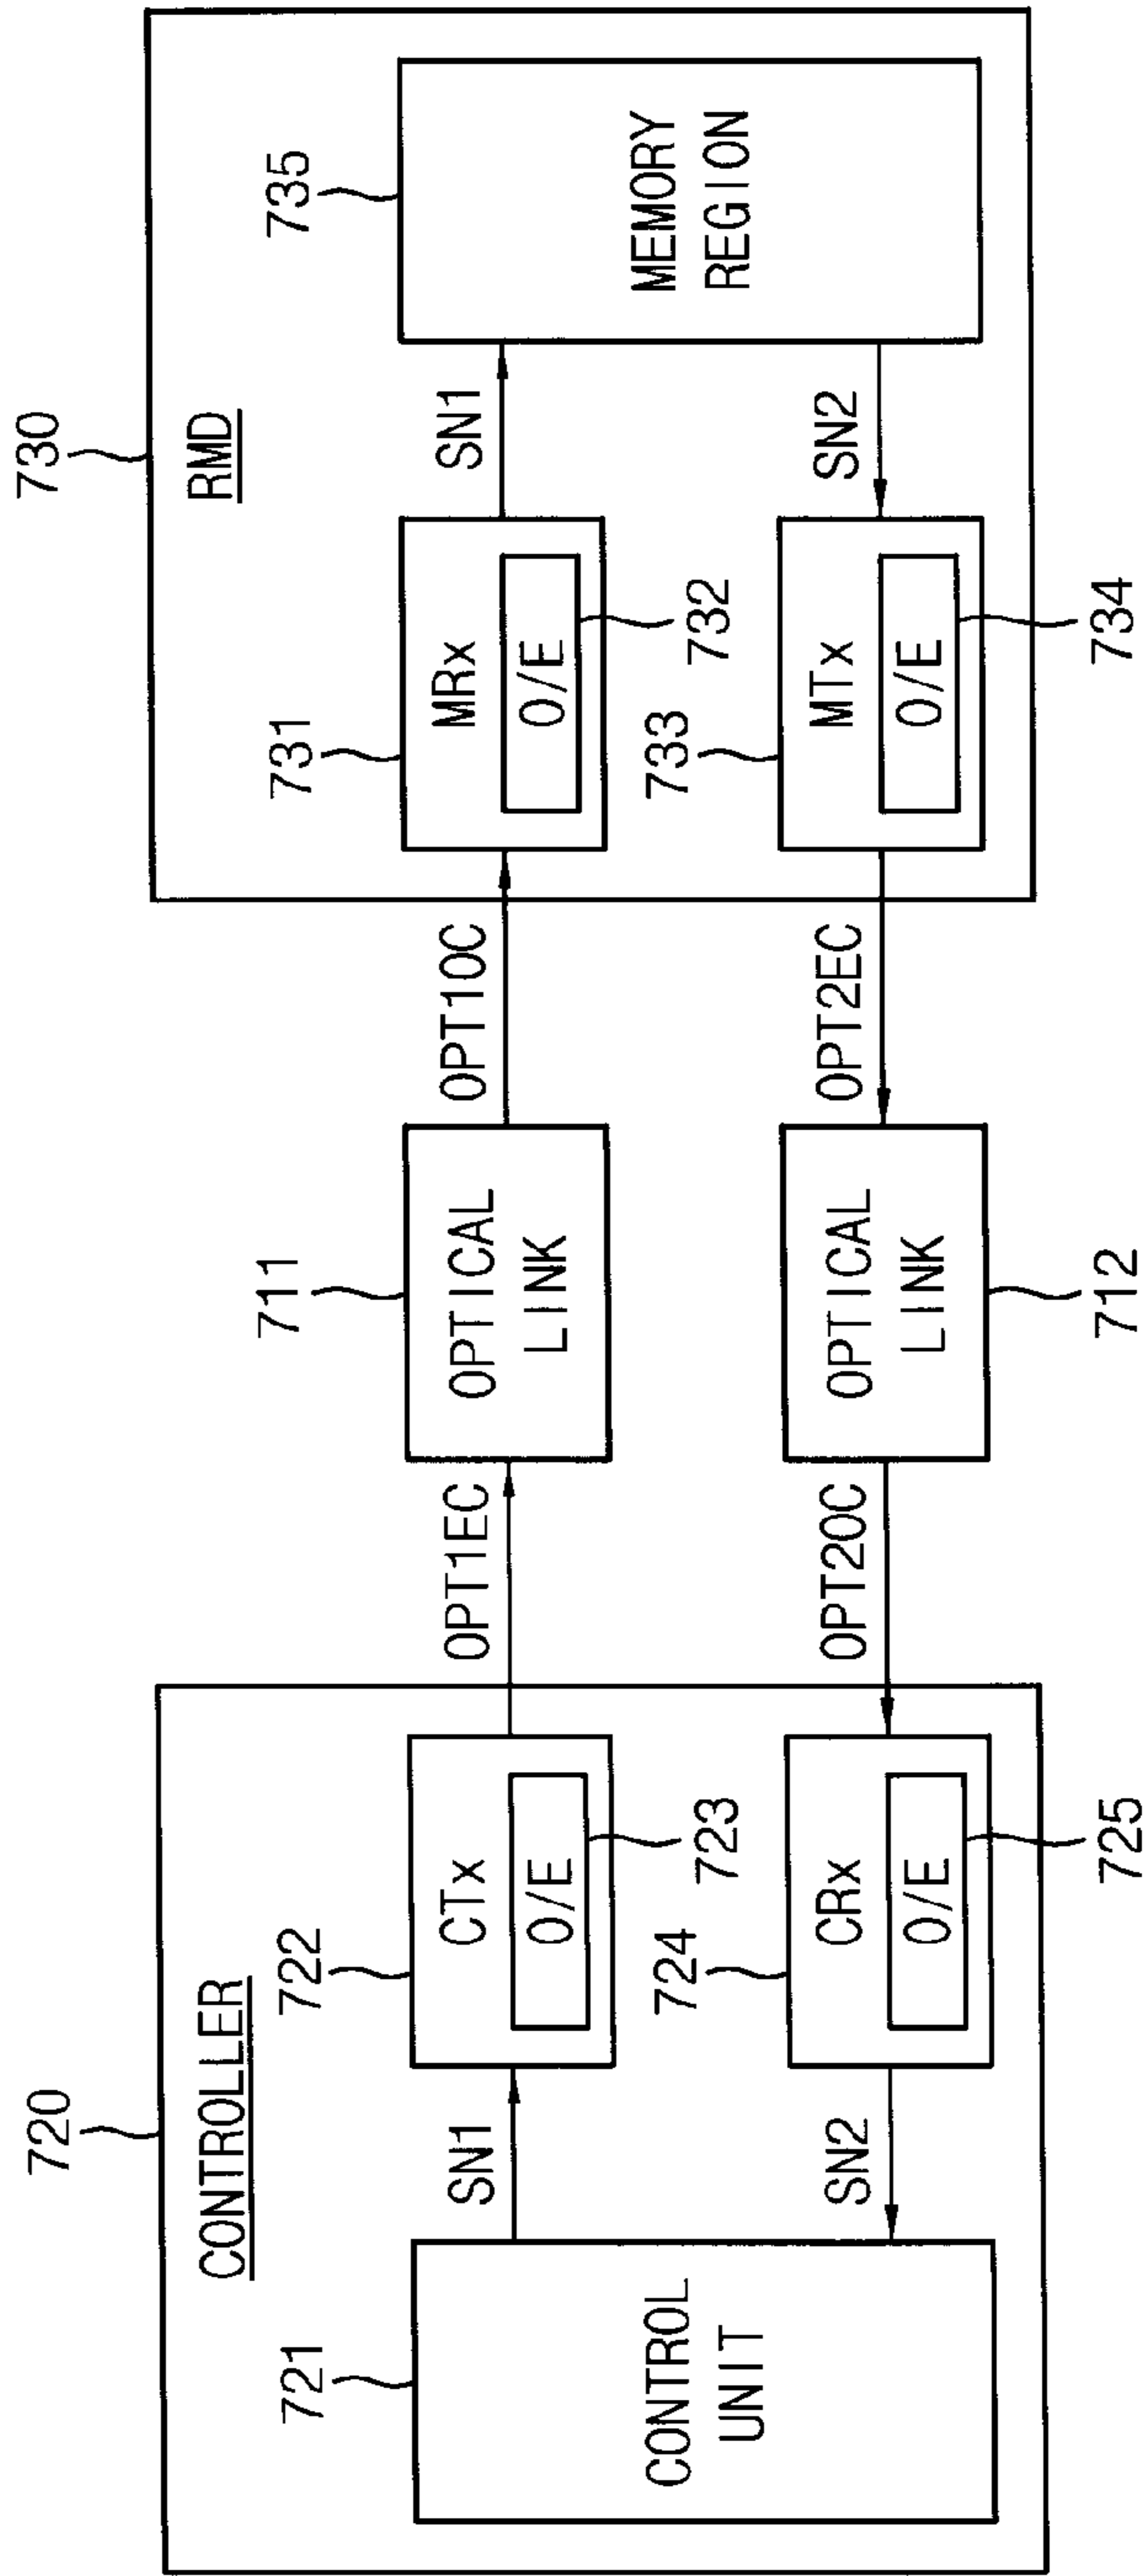 720
CONTROLLER
721
CONTROL
UNIT
SN1
722
CTx
O/E
723
SN2
724
CRx
O/E
725
OPT1EC
711
OPTICAL
LINK
OPT1OC
OPT2OC
OPTICAL
LINK
712
OPT2EC
730
RMD
731
MRx
O/E
732
SN1
733
MTx
O/E
734
SN2
735
MEMORY
REGION